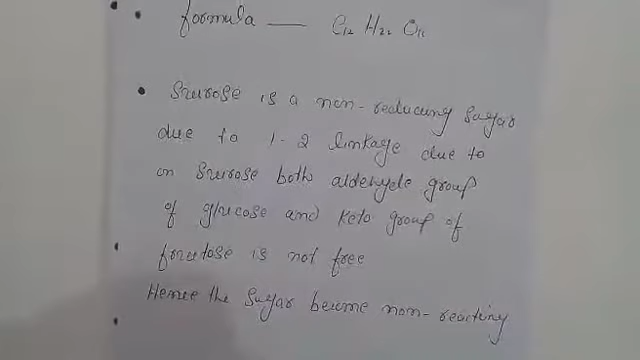 formula — C12 H22 O11
Sucrose is a non-reducing sugar
due to 1-2 linkage due to
in sucrose both aldehyde group
of glucose and keto group of
fructose is not free
Hence the sugar become non-reacting